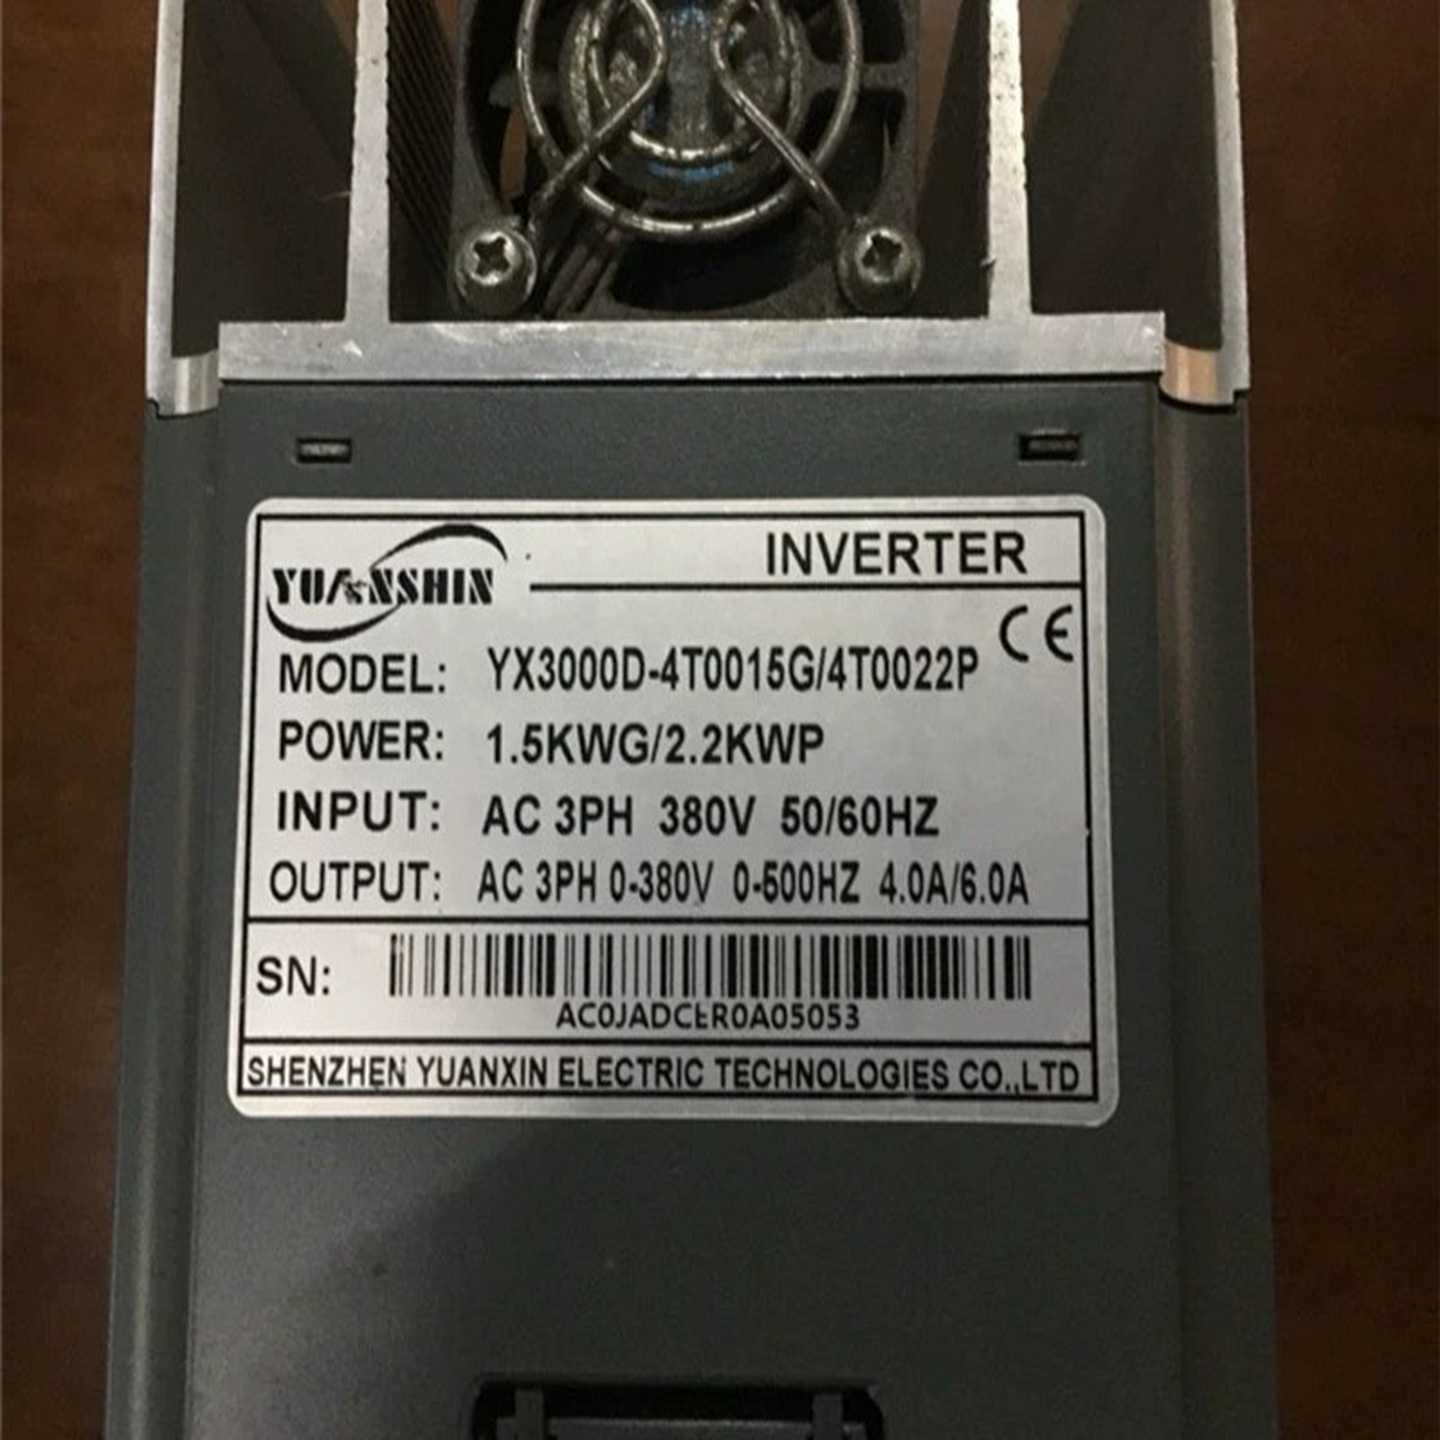 YUANSHIN
INVERTER
CE
MODEL: YX3000D-4T0015G/4T0022P
POWER: 1.5KWG/2.2KWP
INPUT: AC 3PH 380V 50/60HZ
OUTPUT: AC 3PH 0-380V 0-500HZ 4.0A/6.0A
SN:
AC0JADCER0A05053
SHENZHEN YUANXIN ELECTRIC TECHNOLOGIES CO.,LTD